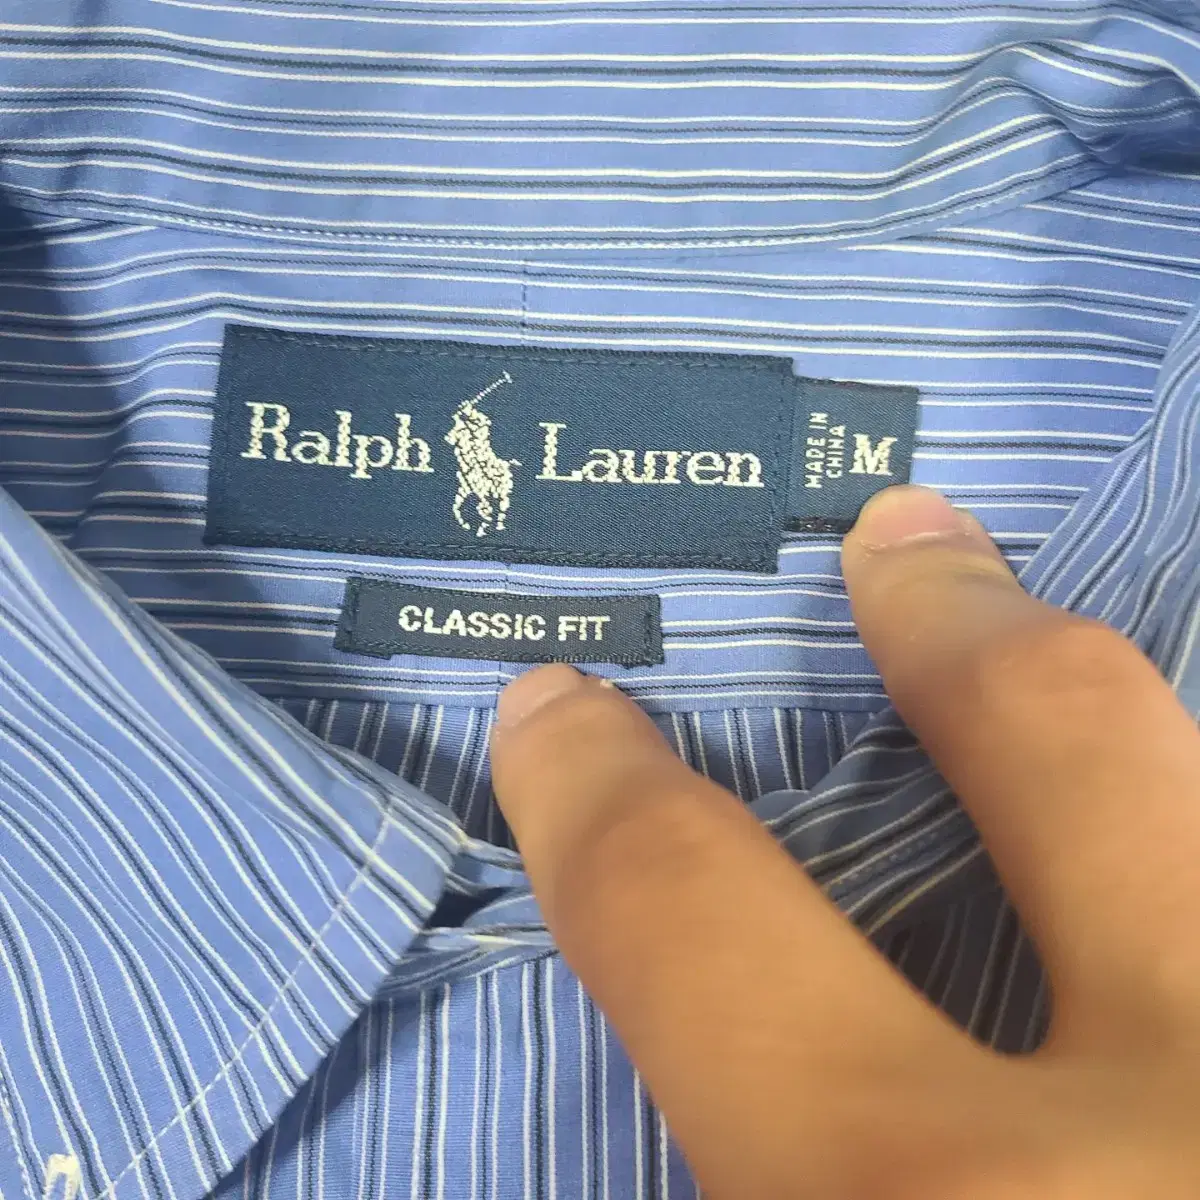 Ralph Lauren
MADE IN
CHINA
M
CLASSIC FIT